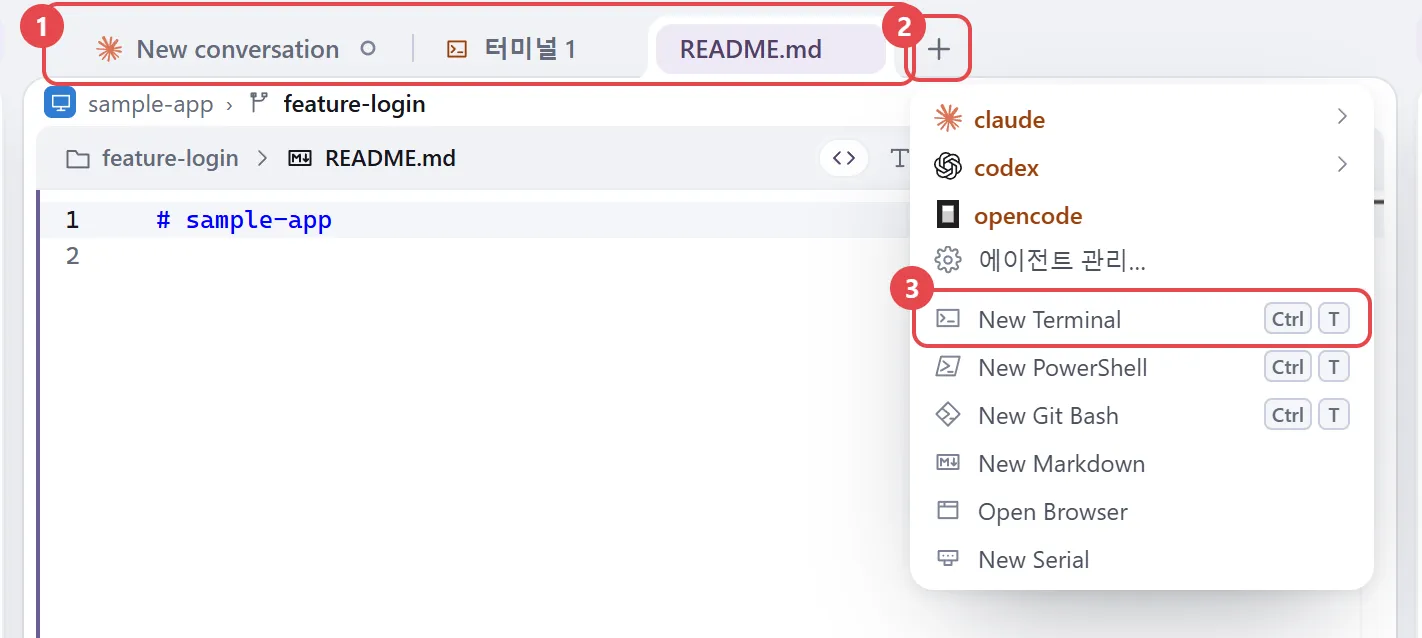 1
New conversation
터미널 1
README.md
2
sample-app › feature-login
feature-login > README.md
1 # sample-app
2
claude
codex
opencode
에이전트 관리...
3
New Terminal Ctrl T
New PowerShell Ctrl T
New Git Bash Ctrl T
New Markdown
Open Browser
New Serial